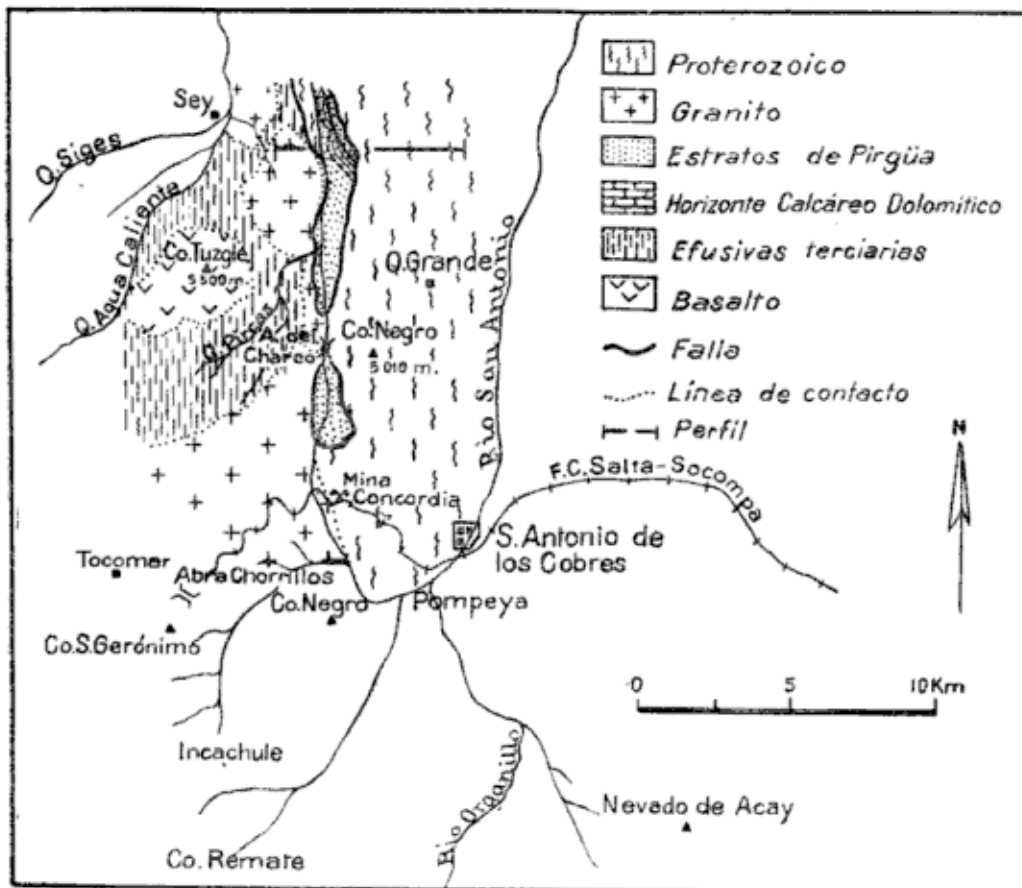 Proterozoico
Granito
Estratos de Pirgüa
Horizonte Calcáreo Dolomítico
Efusivas terciarias
Basalto
Falla
Línea de contacto
Perfil
N
Sey
Q. Siges
Q. Agua Caliente
Co. Tuzgle
5500 m.
Q. Pircas
A. del
Charco
Q. Grande
Co. Negro
5010 m.
Río San Antonio
Mina
Concordia
F.C. Salta-Socompa
S. Antonio de
los Cobres
Tocomar
Abra Chorrillos
Co. Negro
Pompeya
Co. S. Gerónimo
0 5 10 Km
Incachule
Río Organillo
Nevado de Acay
Co. Remate